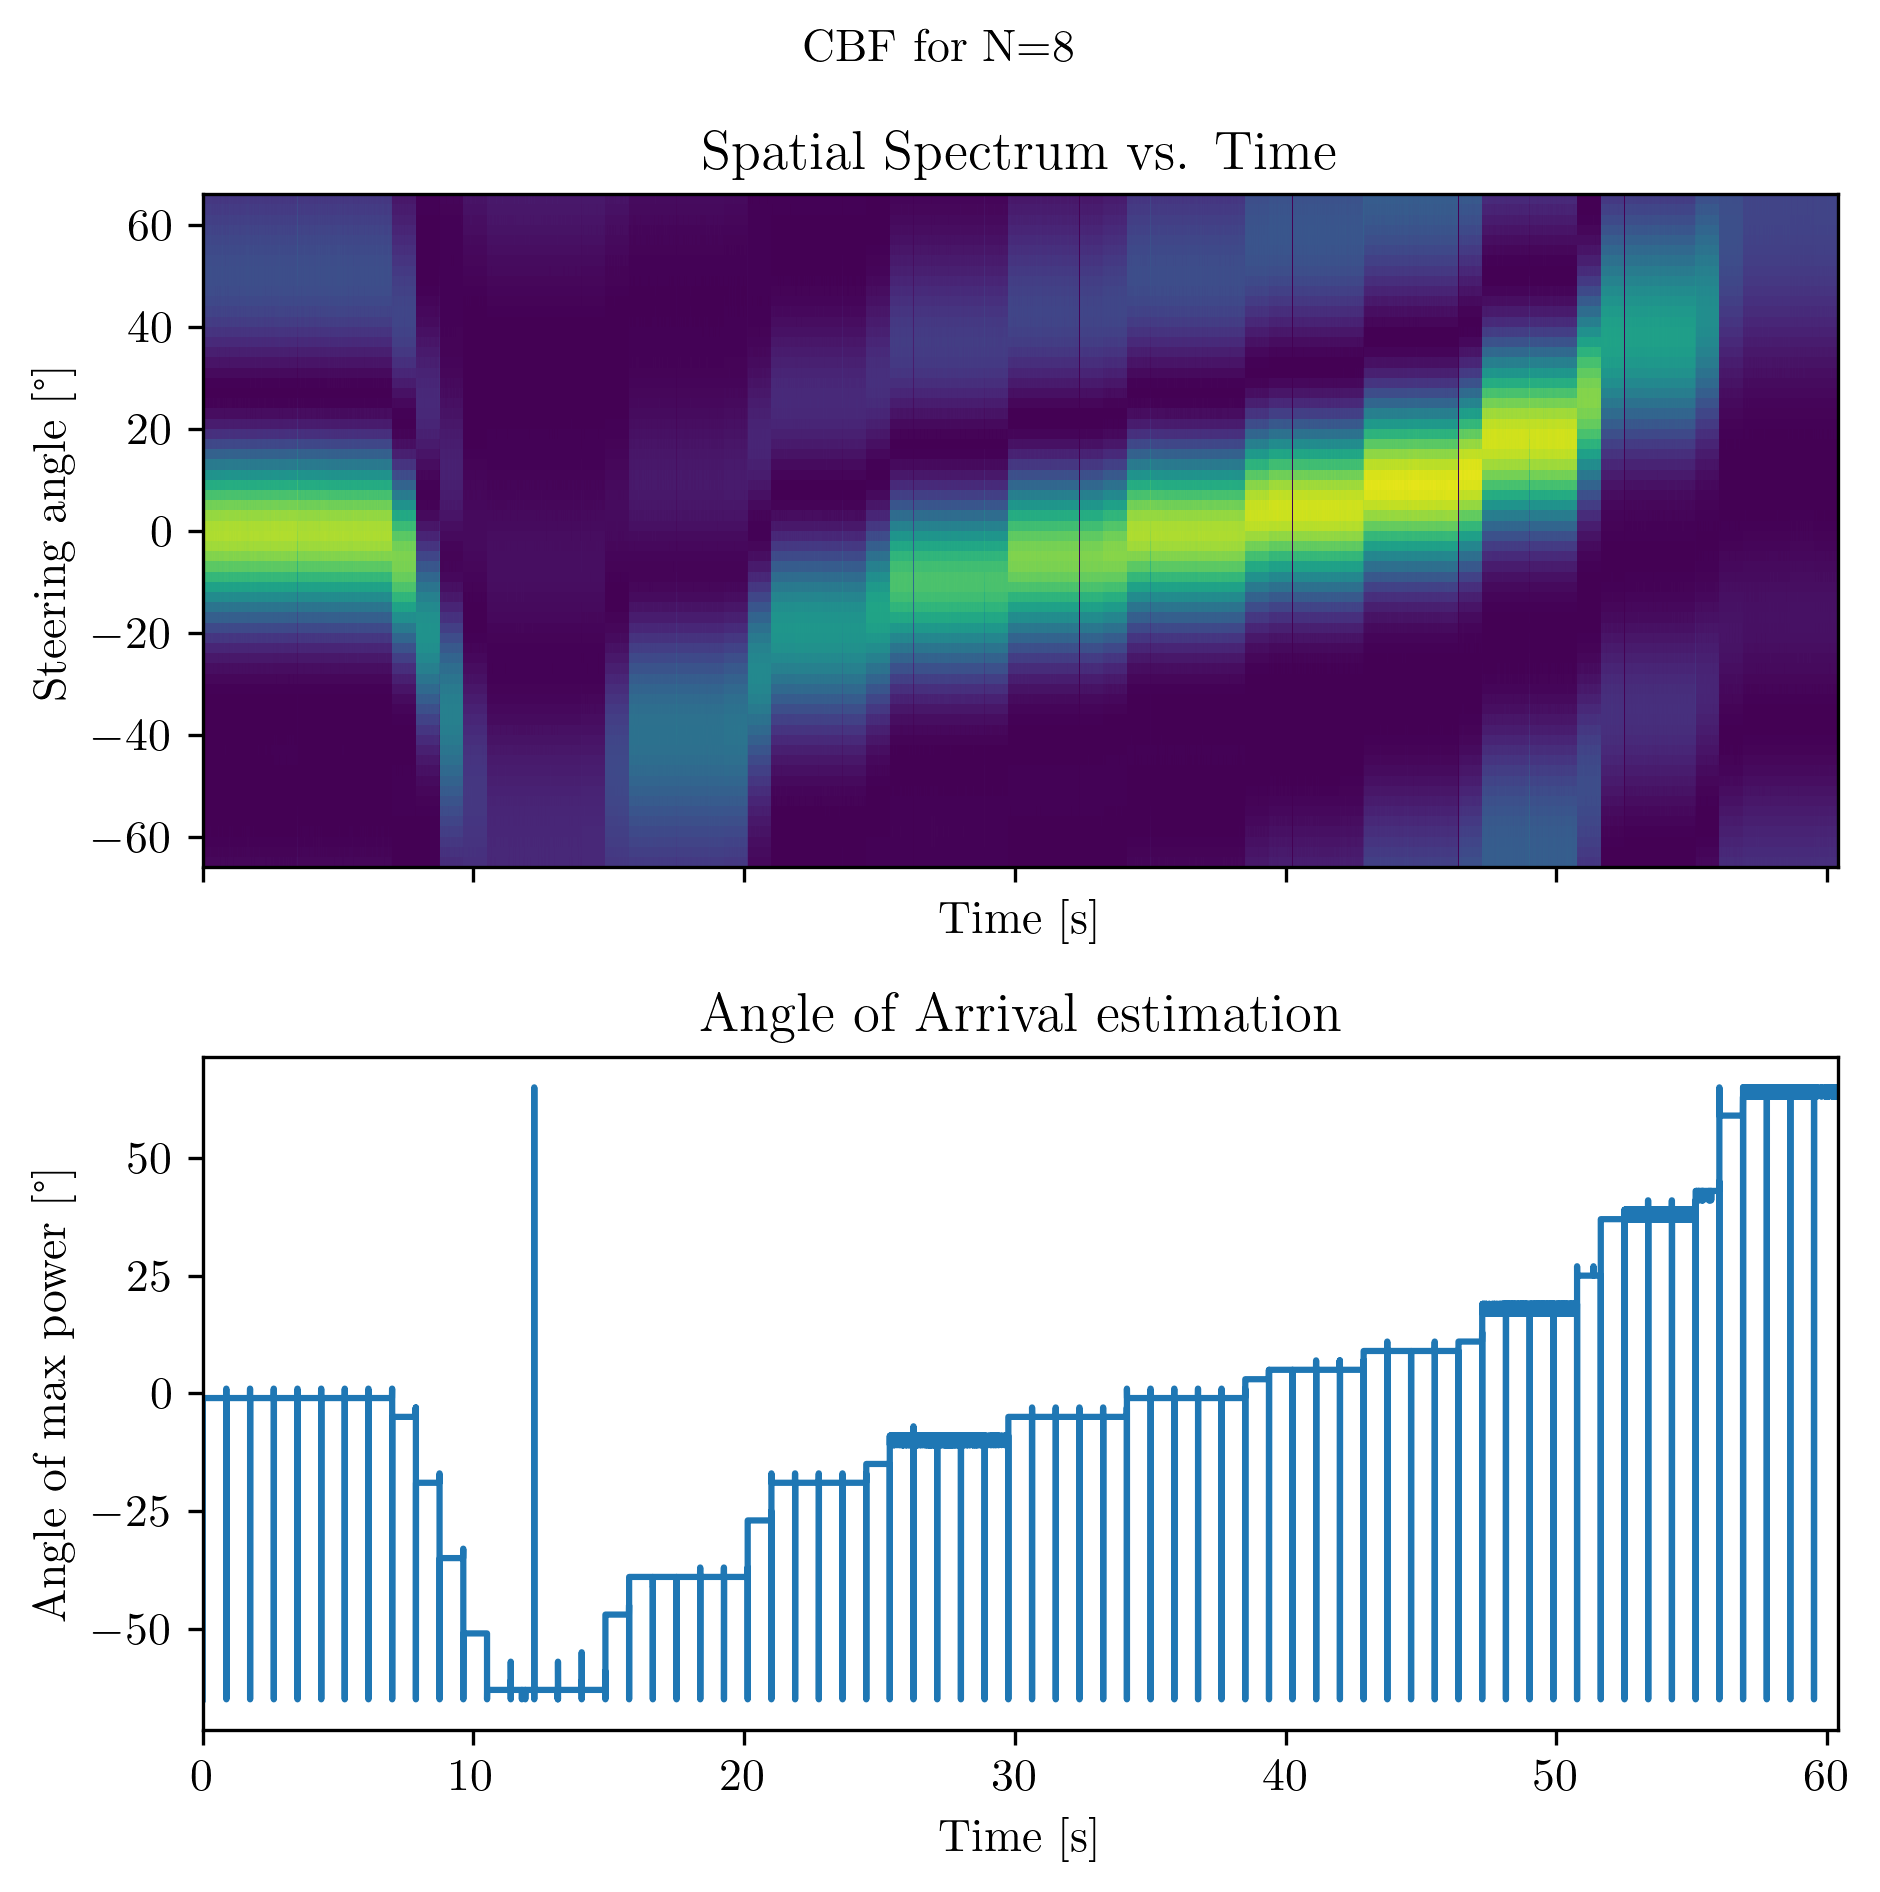 CBF for N=8
Spatial Spectrum vs. Time
60
40
20
0
−20
−40
−60
Steering angle [°]
Time [s]
Angle of Arrival estimation
50
25
0
−25
−50
Angle of max power [°]
0 10 20 30 40 50 60
Time [s]